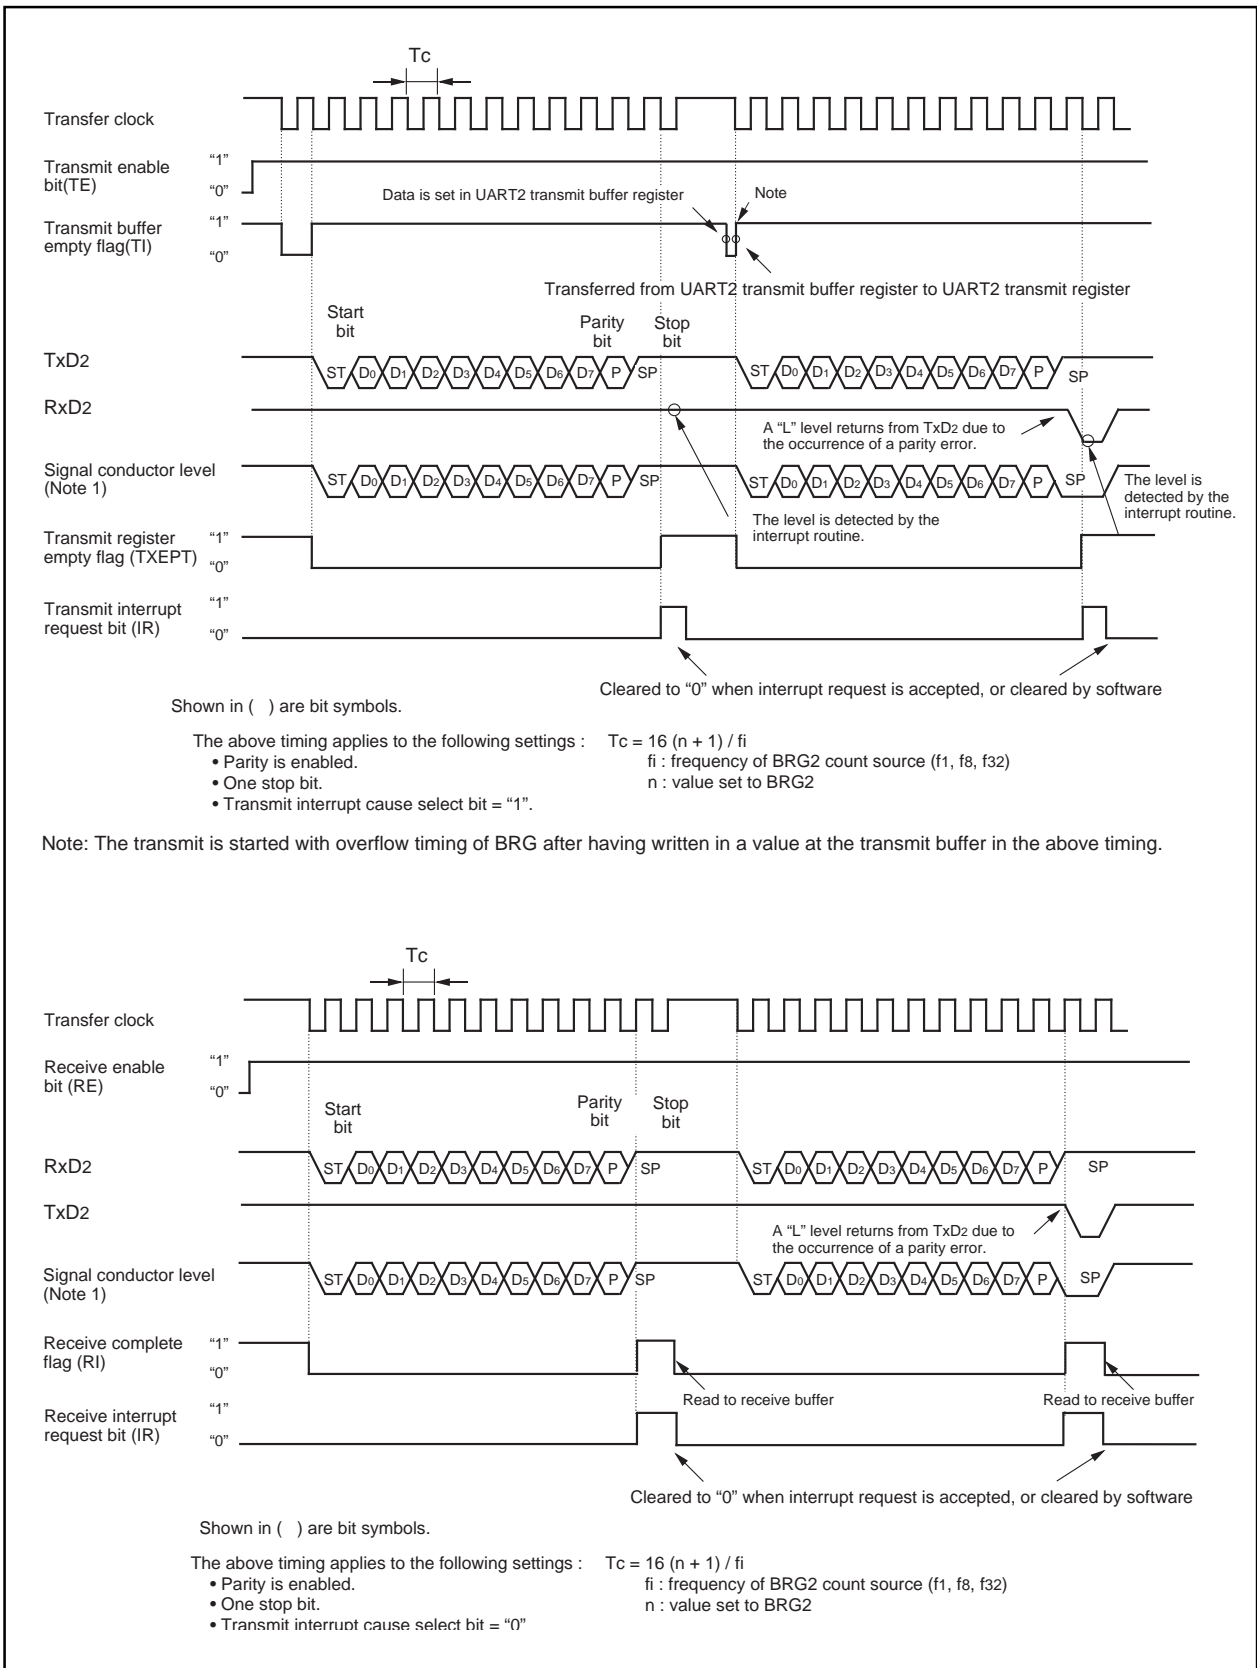 Tc
Transfer clock
Transmit enable
bit(TE)
“1”
“0”
Data is set in UART2 transmit buffer register
Note
Transmit buffer
empty flag(TI)
“1”
“0”
Transferred from UART2 transmit buffer register to UART2 transmit register
Start
bit
Parity
bit
Stop
bit
TxD2
ST D0 D1 D2 D3 D4 D5 D6 D7 P SP
ST D0 D1 D2 D3 D4 D5 D6 D7 P SP
RxD2
A “L” level returns from TxD2 due to
the occurrence of a parity error.
Signal conductor level
(Note 1)
ST D0 D1 D2 D3 D4 D5 D6 D7 P SP
ST D0 D1 D2 D3 D4 D5 D6 D7 P SP
The level is
detected by the
interrupt routine.
The level is detected by the
interrupt routine.
Transmit register
empty flag (TXEPT)
“1”
“0”
Transmit interrupt
request bit (IR)
“1”
“0”
Cleared to “0” when interrupt request is accepted, or cleared by software
Shown in ( ) are bit symbols.
The above timing applies to the following settings :
• Parity is enabled.
• One stop bit.
• Transmit interrupt cause select bit = “1”.
Tc = 16 (n + 1) / fi
fi : frequency of BRG2 count source (f1, f8, f32)
n : value set to BRG2
Note: The transmit is started with overflow timing of BRG after having written in a value at the transmit buffer in the above timing.
Tc
Transfer clock
Receive enable
bit (RE)
“1”
“0”
Start
bit
Parity
bit
Stop
bit
RxD2
ST D0 D1 D2 D3 D4 D5 D6 D7 P SP
ST D0 D1 D2 D3 D4 D5 D6 D7 P SP
TxD2
A “L” level returns from TxD2 due to
the occurrence of a parity error.
Signal conductor level
(Note 1)
ST D0 D1 D2 D3 D4 D5 D6 D7 P SP
ST D0 D1 D2 D3 D4 D5 D6 D7 P SP
Receive complete
flag (RI)
“1”
“0”
Read to receive buffer
Read to receive buffer
Receive interrupt
request bit (IR)
“1”
“0”
Cleared to “0” when interrupt request is accepted, or cleared by software
Shown in ( ) are bit symbols.
The above timing applies to the following settings :
• Parity is enabled.
• One stop bit.
• Transmit interrupt cause select bit = “0”
Tc = 16 (n + 1) / fi
fi : frequency of BRG2 count source (f1, f8, f32)
n : value set to BRG2